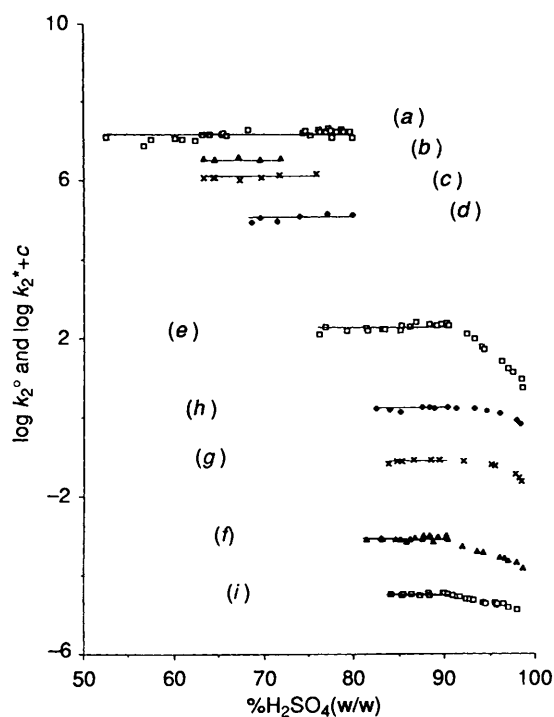 10
(a)
(b)
6
(c)
(d)
log k₂° and log k₂* + c
2
(e)
(h)
(g)
−2
(f)
(i)
−6
50 60 70 80 90 100
%H₂SO₄(w/w)